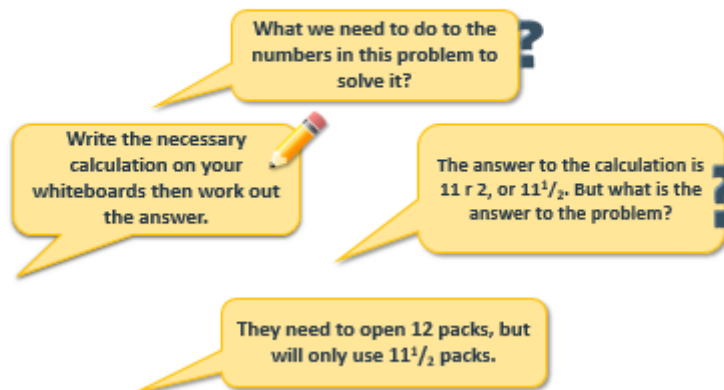 What we need to do to the
numbers in this problem to
solve it?
?
Write the necessary
calculation on your
whiteboards then work out
the answer.
The answer to the calculation is
11 r 2, or 11¹/₂. But what is the
answer to the problem?
?
They need to open 12 packs, but
will only use 11¹/₂ packs.